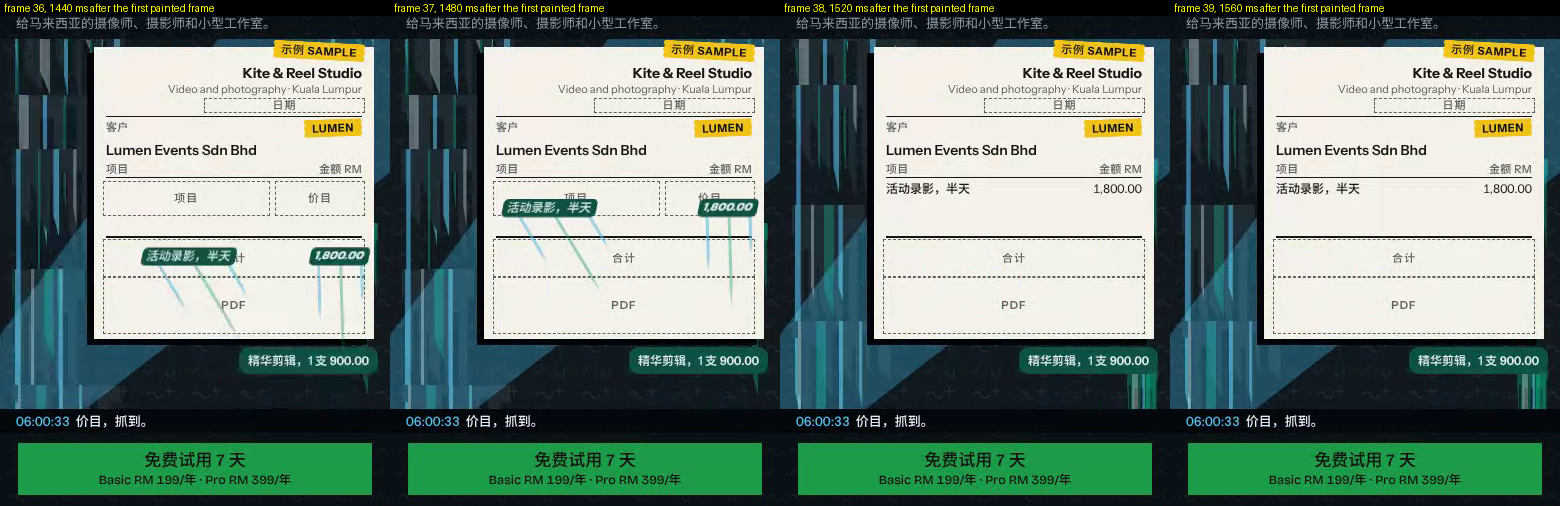 frame 36, 1440 ms after the first painted frame
给马来西亚的摄像师、摄影师和小型工作室。
示例 SAMPLE
Kite & Reel Studio
Video and photography · Kuala Lumpur
日期
客户
LUMEN
Lumen Events Sdn Bhd
项目 金额 RM
项目 价目
活动录影，半天 1,800.00
计
PDF
精华剪辑，1支 900.00
06:00:33 价目，抓到。
免费试用 7 天
Basic RM 199/年 · Pro RM 399/年
frame 37, 1480 ms after the first painted frame
给马来西亚的摄像师、摄影师和小型工作室。
示例 SAMPLE
Kite & Reel Studio
Video and photography · Kuala Lumpur
日期
客户
LUMEN
Lumen Events Sdn Bhd
项目 金额 RM
项目 价目
活动录影，半天 1,800.00
合计
PDF
精华剪辑，1支 900.00
06:00:33 价目，抓到。
免费试用 7 天
Basic RM 199/年 · Pro RM 399/年
frame 38, 1520 ms after the first painted frame
给马来西亚的摄像师、摄影师和小型工作室。
示例 SAMPLE
Kite & Reel Studio
Video and photography · Kuala Lumpur
日期
客户
LUMEN
Lumen Events Sdn Bhd
项目 金额 RM
活动录影，半天 1,800.00
合计
PDF
精华剪辑，1支 900.00
06:00:33 价目，抓到。
免费试用 7 天
Basic RM 199/年 · Pro RM 399/年
frame 39, 1560 ms after the first painted frame
给马来西亚的摄像师、摄影师和小型工作室。
示例 SAMPLE
Kite & Reel Studio
Video and photography · Kuala Lumpur
日期
客户
LUMEN
Lumen Events Sdn Bhd
项目 金额 RM
活动录影，半天 1,800.00
合计
PDF
精华剪辑，1支 900.00
06:00:33 价目，抓到。
免费试用 7 天
Basic RM 199/年 · Pro RM 399/年